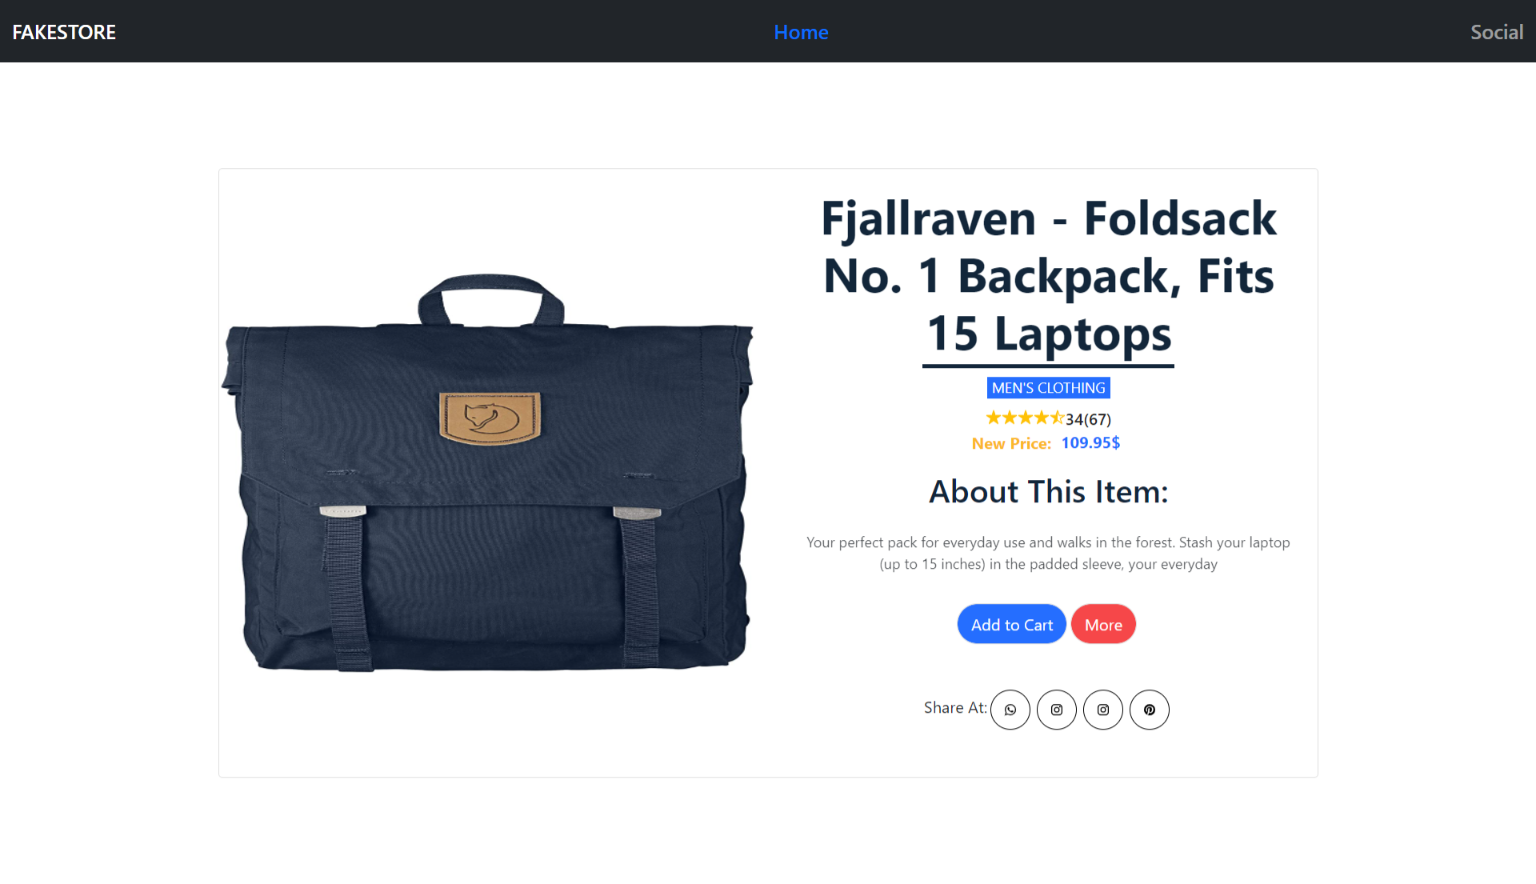 FAKESTORE
Home
Social
Fjallraven - Foldsack
No. 1 Backpack, Fits
15 Laptops
MEN'S CLOTHING
34(67)
New Price: 109.95$
About This Item:
Your perfect pack for everyday use and walks in the forest. Stash your laptop
(up to 15 inches) in the padded sleeve, your everyday
Add to Cart
More
Share At: